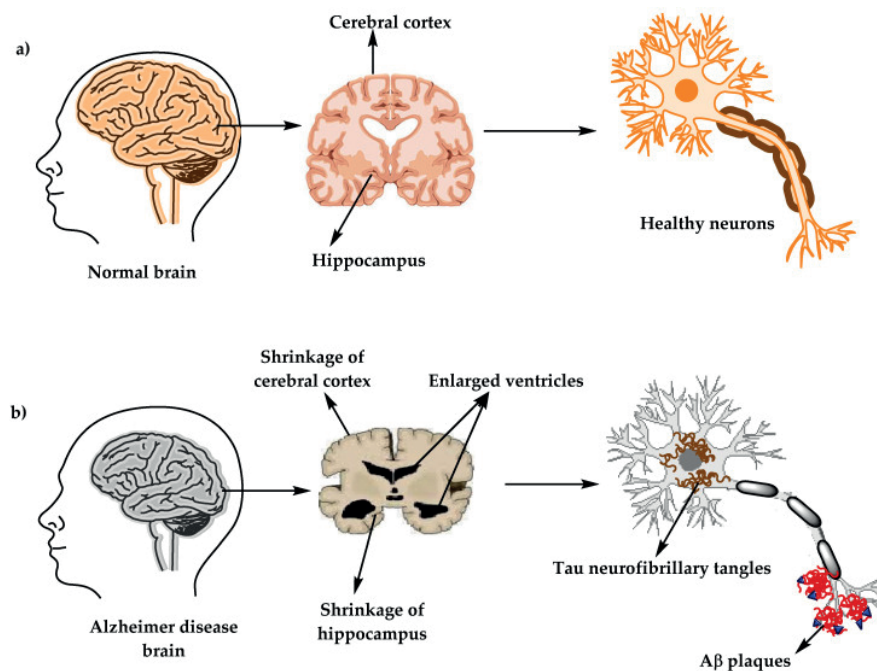 Cerebral cortex
a)
Healthy neurons
Hippocampus
Normal brain
Shrinkage of
cerebral cortex
Enlarged ventricles
b)
Tau neurofibrillary tangles
Shrinkage of
hippocampus
Alzheimer disease
brain
Aβ plaques